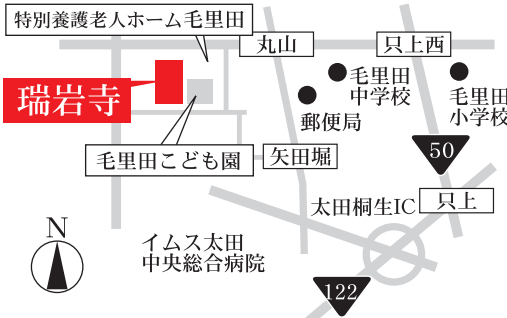 特別養護老人ホーム毛里田
丸山
只上西
毛里田
中学校
毛里田
小学校
瑞岩寺
郵便局
50
毛里田こども園
矢田堀
太田桐生IC
只上
N
イムス太田
中央総合病院
122